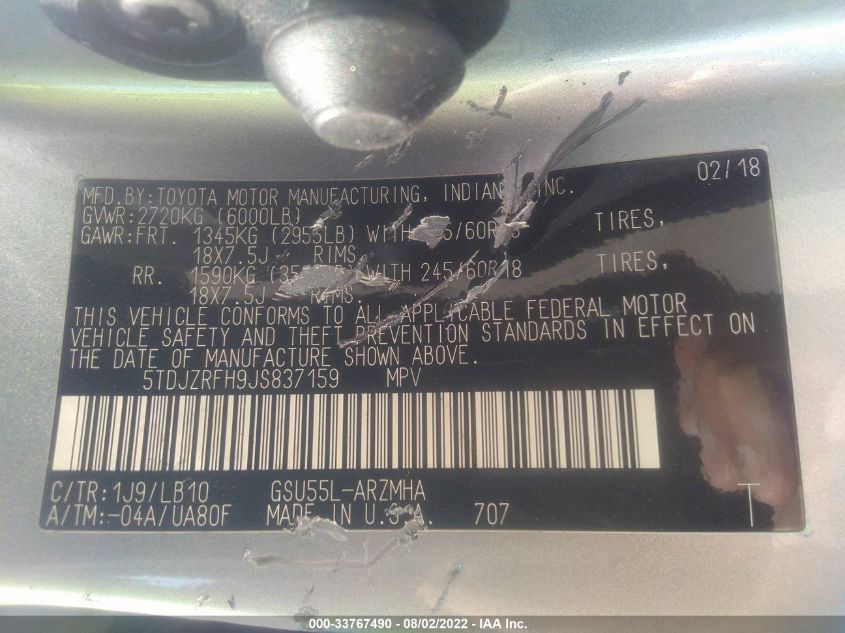 02/18
MFD.BY:TOYOTA MOTOR MANUFACTURING, INC.
GVWR:2720KG (6000LB)
GAWR:FRT. 1345KG (2955LB) WITH TIRES,
18X7.5J- RIMS
RR. 1590KG WITH 245/60R18 TIRES,
18X7.5J- RIMS.
THIS VEHICLE CONFORMS TO ALL APPLICABLE FEDERAL MOTOR
VEHICLE SAFETY AND THEFT PREVENTION STANDARDS IN EFFECT ON
THE DATE OF MANUFACTURE SHOWN ABOVE.
5TDJZRFH9JS837159 MPV
C/TR:1J9/LB10 GSU55L-ARZMHA
A/TM:-04A/UA80F MADE IN U.S.A. 707
T
000-33767490 - 08/02/2022 - IAA Inc.